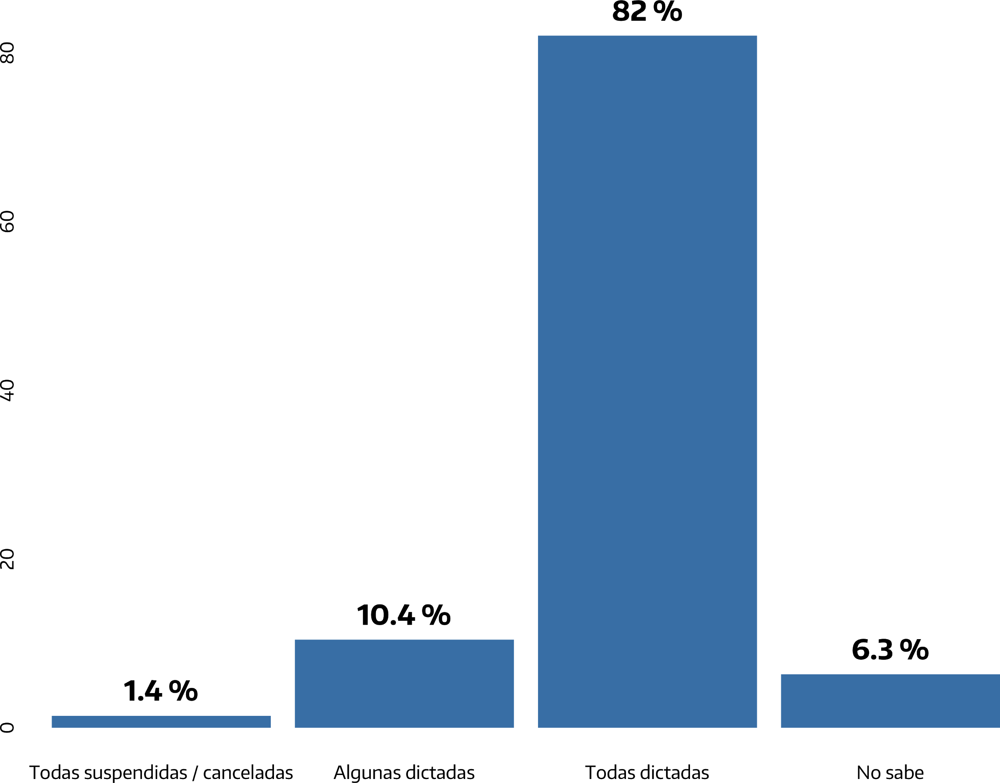 82 %
80
60
40
20
10.4 %
6.3 %
1.4 %
0
Todas suspendidas / canceladas
Algunas dictadas
Todas dictadas
No sabe